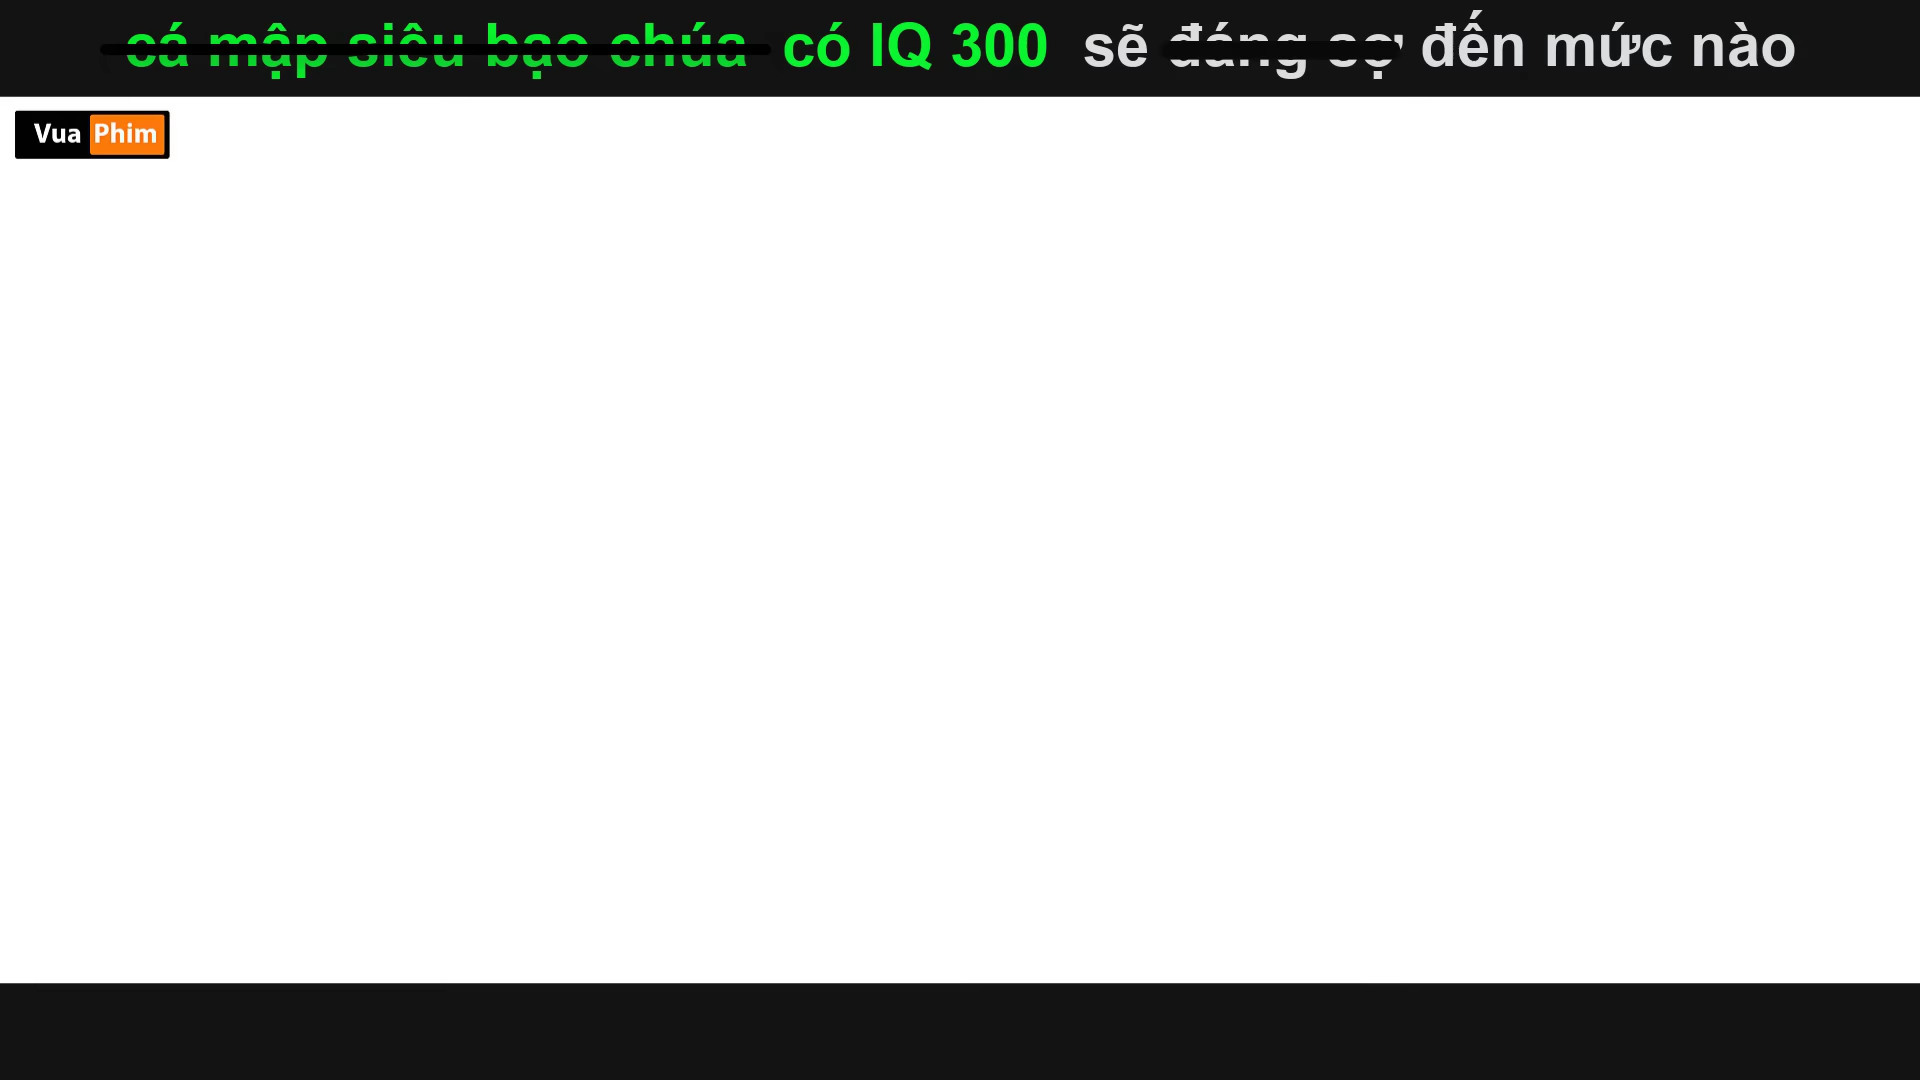 cá mập siêu bạo chúa có IQ 300 sẽ đáng sợ đến mức nào
Vua Phim